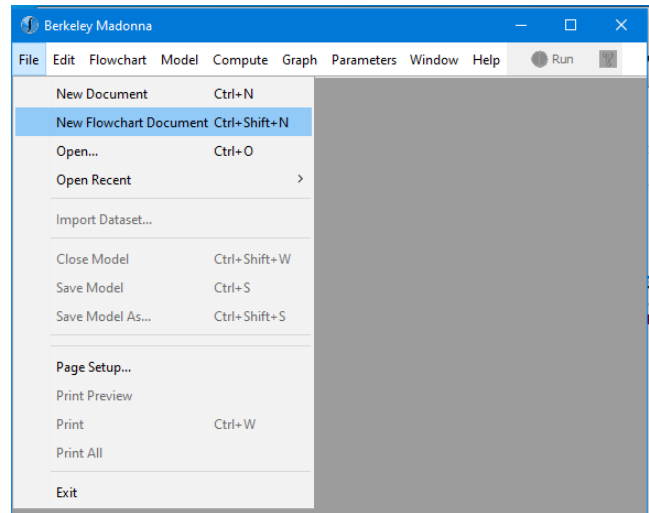 Berkeley Madonna
File Edit Flowchart Model Compute Graph Parameters Window Help Run
New Document Ctrl+N
New Flowchart Document Ctrl+Shift+N
Open... Ctrl+O
Open Recent
Import Dataset...
Close Model Ctrl+Shift+W
Save Model Ctrl+S
Save Model As... Ctrl+Shift+S
Page Setup...
Print Preview
Print Ctrl+W
Print All
Exit